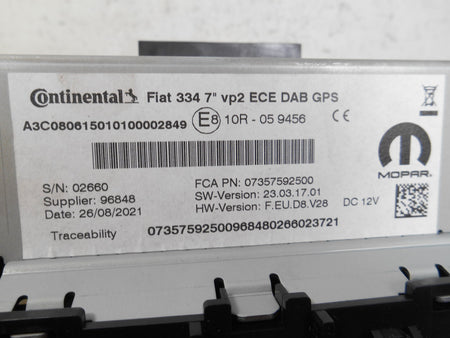 Continental Fiat 334 7" vp2 ECE DAB GPS
A3C080615010100002849 E8 10R - 05 9456 CE
S/N: 02660
Supplier: 96848
Date: 26/08/2021
FCA PN: 07357592500
SW-Version: 23.03.17.01
HW-Version: F.EU.D8.V28
DC 12V
MOPAR.
Traceability 07357592500968480266023721